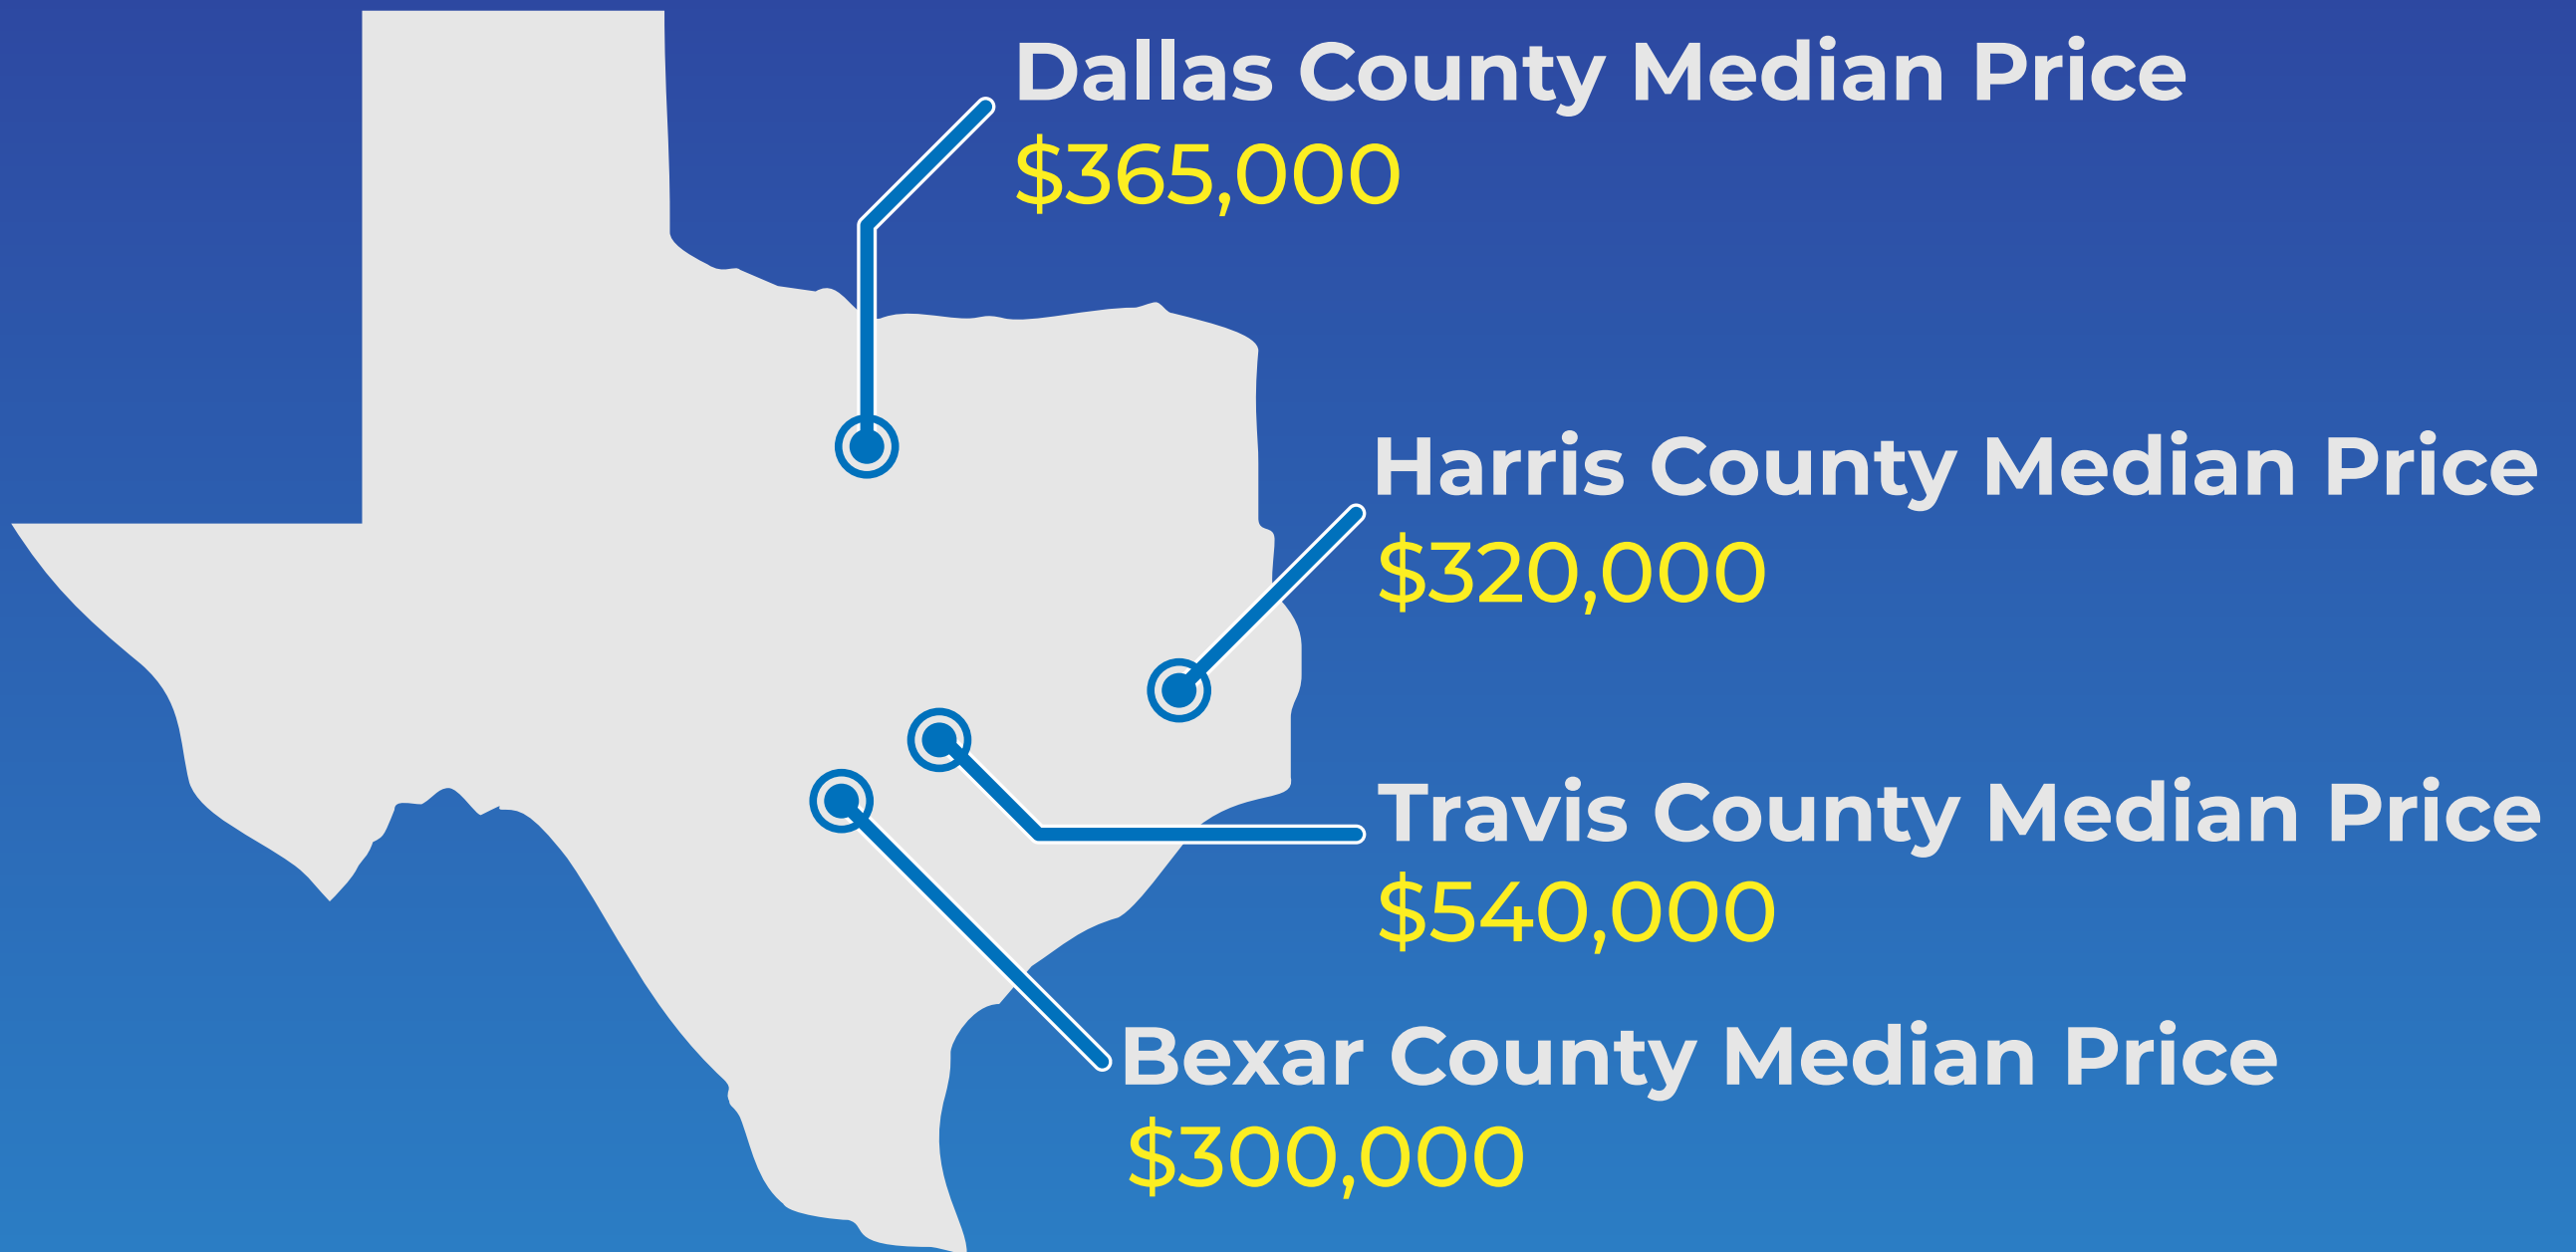 Dallas County Median Price
$365,000
Harris County Median Price
$320,000
Travis County Median Price
$540,000
Bexar County Median Price
$300,000